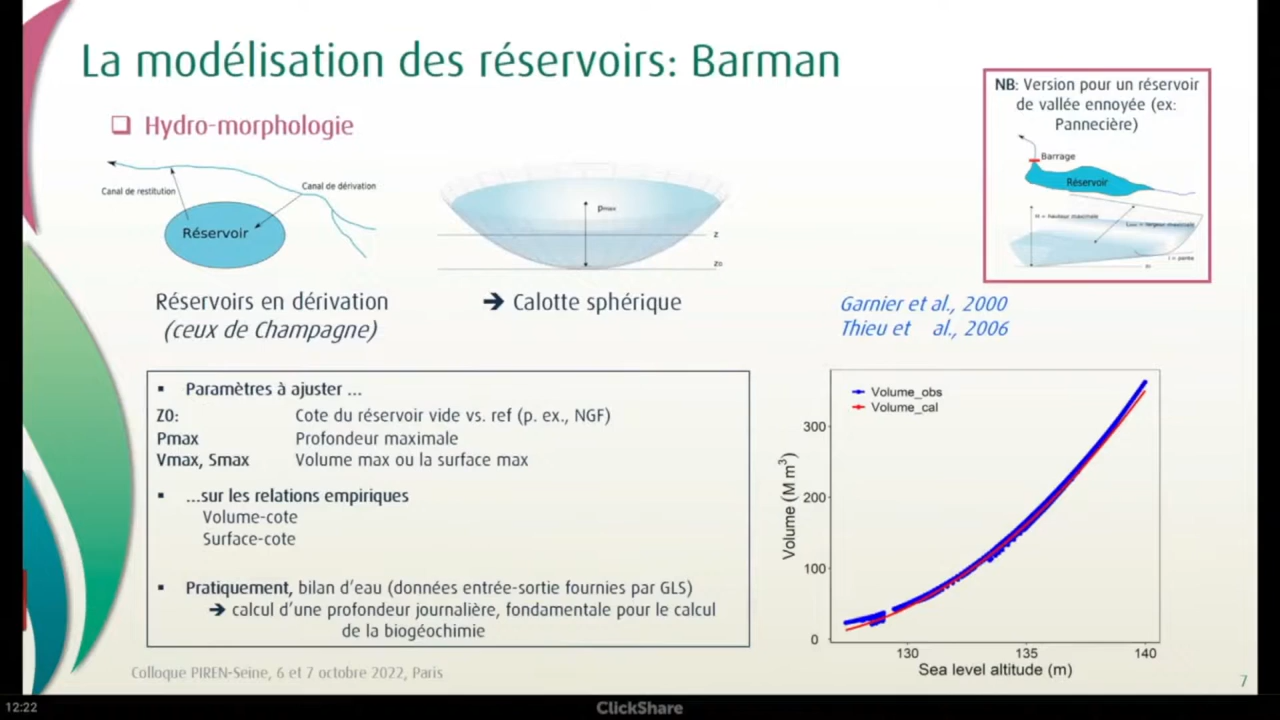 La modélisation des réservoirs: Barman
NB: Version pour un réservoir
de vallée ennoyée (ex:
Pannecière)
Hydro-morphologie
Canal de restitution
Canal de dérivation
Réservoir
Pmax
z
z0
Barrage
Réservoir
H = hauteur maximale
Lmax = largeur maximale
i = pente
Réservoirs en dérivation
(ceux de Champagne)
➔ Calotte sphérique
Garnier et al., 2000
Thieu et al., 2006
▪ Paramètres à ajuster ...
Z0: Cote du réservoir vide vs. ref (p. ex., NGF)
Pmax Profondeur maximale
Vmax, Smax Volume max ou la surface max
▪ ...sur les relations empiriques
Volume-cote
Surface-cote
▪ Pratiquement, bilan d’eau (données entrée-sortie fournies par GLS)
➔ calcul d’une profondeur journalière, fondamentale pour le calcul
de la biogéochimie
Volume_obs
Volume_cal
Volume (M m³)
300
200
100
0
130 135 140
Sea level altitude (m)
Colloque PIREN-Seine, 6 et 7 octobre 2022, Paris
7
12:22
ClickShare